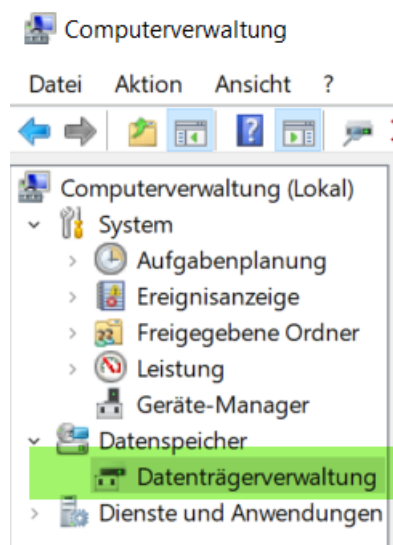 Computerverwaltung
Datei Aktion Ansicht ?
Computerverwaltung (Lokal)
System
Aufgabenplanung
Ereignisanzeige
Freigegebene Ordner
Leistung
Geräte-Manager
Datenspeicher
Datenträgerverwaltung
Dienste und Anwendungen